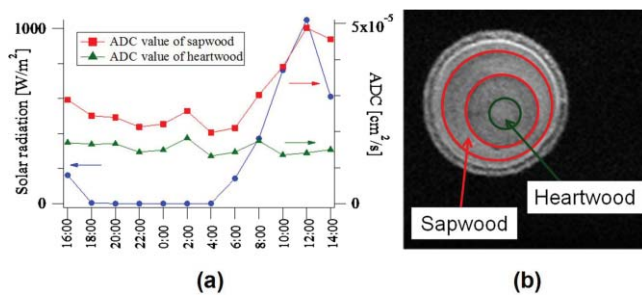 1000
ADC value of sapwood
ADC value of heartwood
5x10⁻⁵
Solar radiation [W/m²]
ADC [cm²/s]
0
0
16:00
18:00
20:00
22:00
0:00
2:00
4:00
6:00
8:00
10:00
12:00
14:00
(a)
Heartwood
Sapwood
(b)